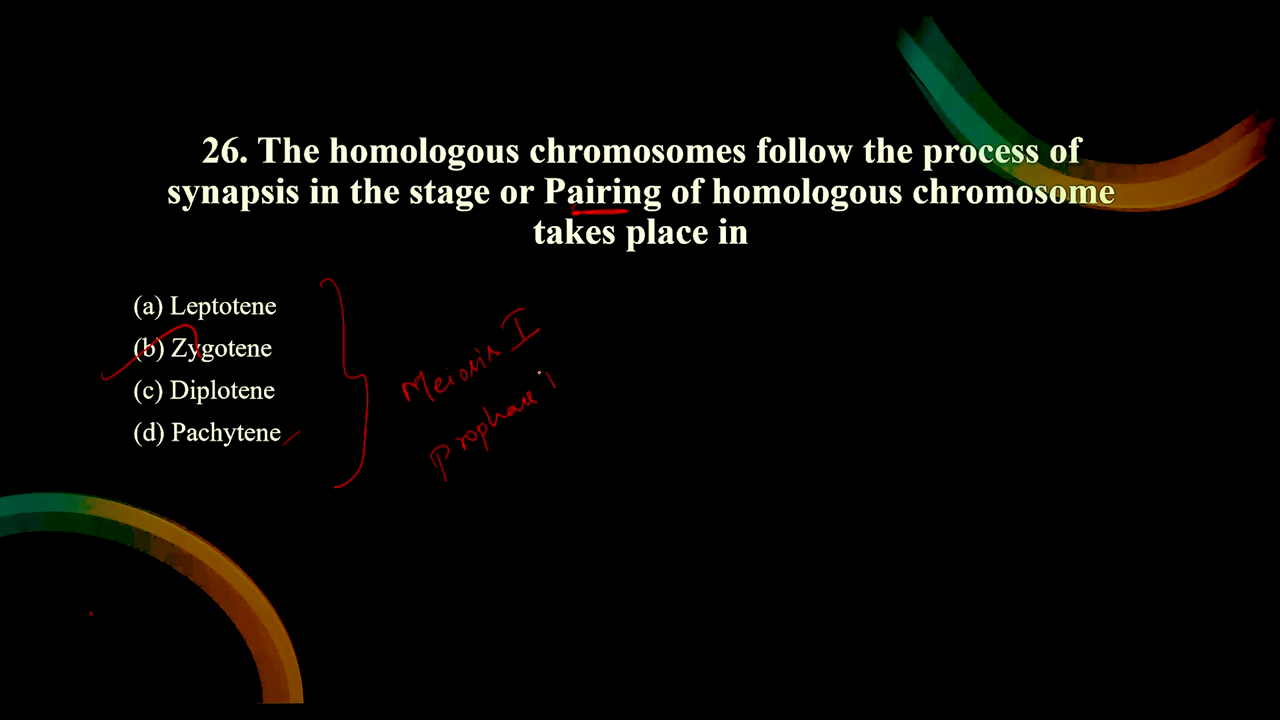 26. The homologous chromosomes follow the process of
synapsis in the stage or Pairing of homologous chromosome
takes place in
(a) Leptotene
(b) Zygotene
(c) Diplotene
(d) Pachytene
Meiosis I
Prophase I